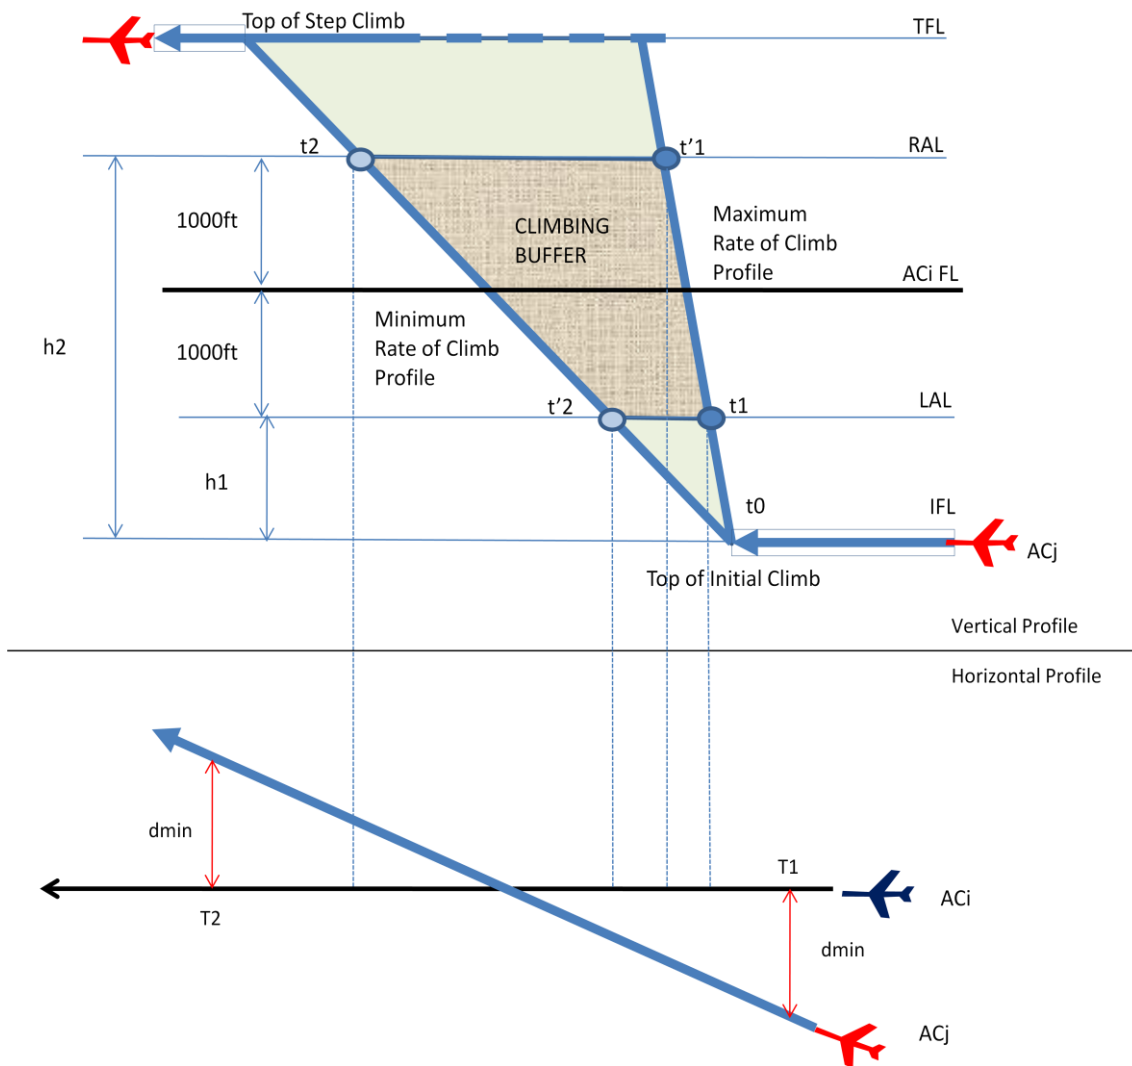 Top of Step Climb
TFL
t2
t’1
RAL
1000ft
CLIMBING
BUFFER
Maximum
Rate of Climb
Profile
ACi FL
h2
1000ft
Minimum
Rate of Climb
Profile
t’2
t1
LAL
h1
t0
IFL
ACj
Top of Initial Climb
Vertical Profile
Horizontal Profile
dmin
T1
ACi
T2
dmin
ACj